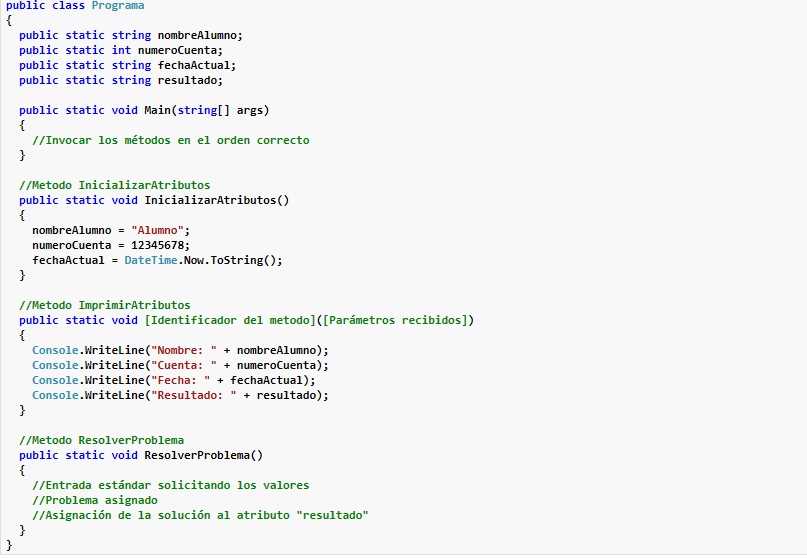 public class Programa
{
public static string nombreAlumno;
public static int numeroCuenta;
public static string fechaActual;
public static string resultado;
public static void Main(string[] args)
{
//Invocar los métodos en el orden correcto
}
//Metodo InicializarAtributos
public static void InicializarAtributos()
{
nombreAlumno = "Alumno";
numeroCuenta = 12345678;
fechaActual = DateTime.Now.ToString();
}
//Metodo ImprimirAtributos
public static void [Identificador del metodo]([Parámetros recibidos])
{
Console.WriteLine("Nombre: " + nombreAlumno);
Console.WriteLine("Cuenta: " + numeroCuenta);
Console.WriteLine("Fecha: " + fechaActual);
Console.WriteLine("Resultado: " + resultado);
}
//Metodo ResolverProblema
public static void ResolverProblema()
{
//Entrada estándar solicitando los valores
//Problema asignado
//Asignación de la solución al atributo "resultado"
}
}